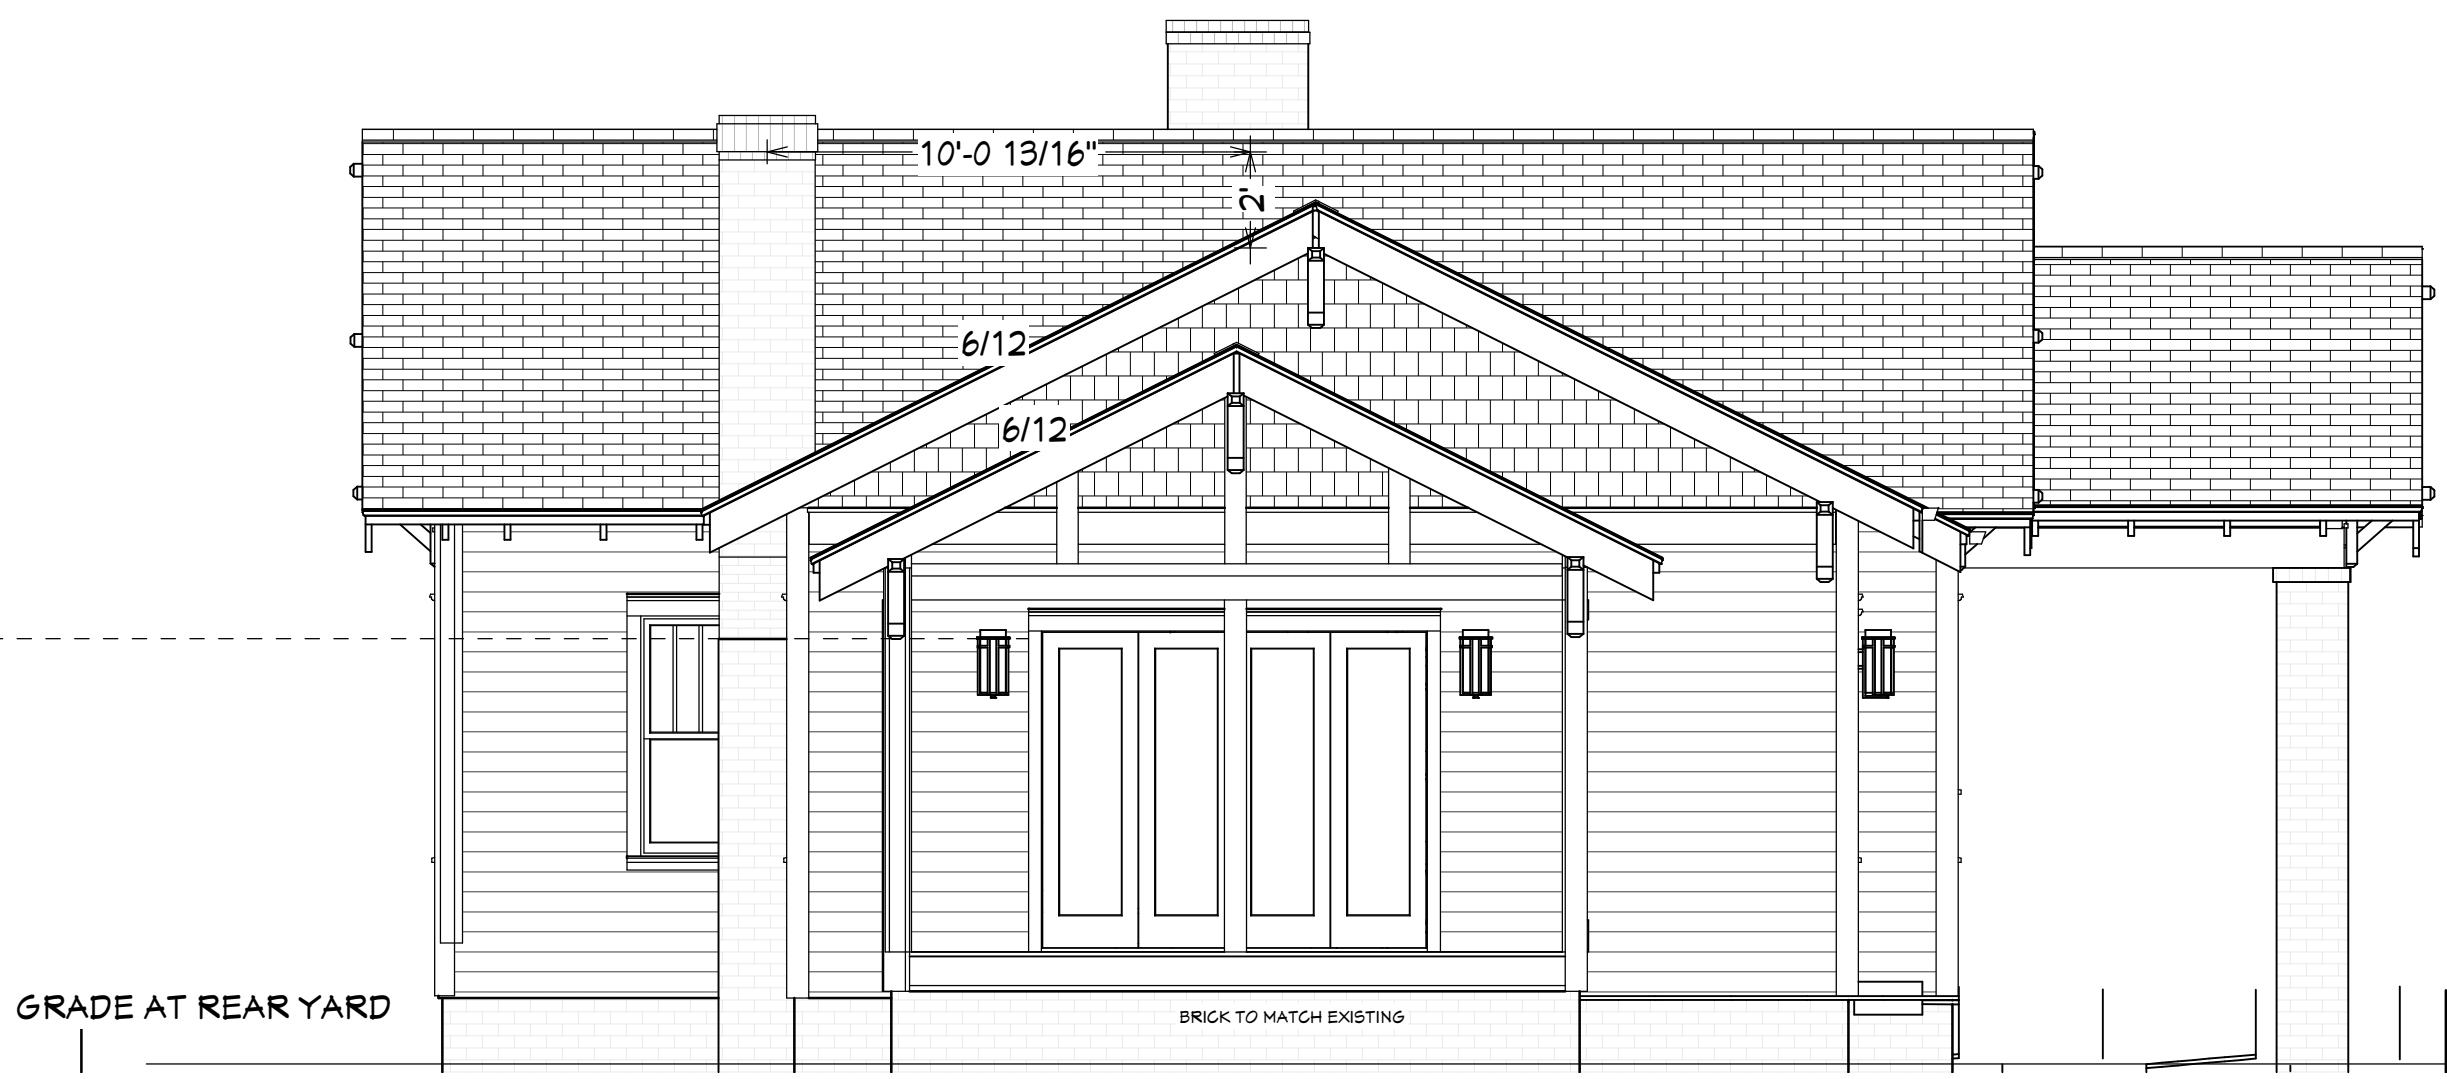 10'-0 13/16"
2'
6/12
6/12
GRADE AT REAR YARD
BRICK TO MATCH EXISTING